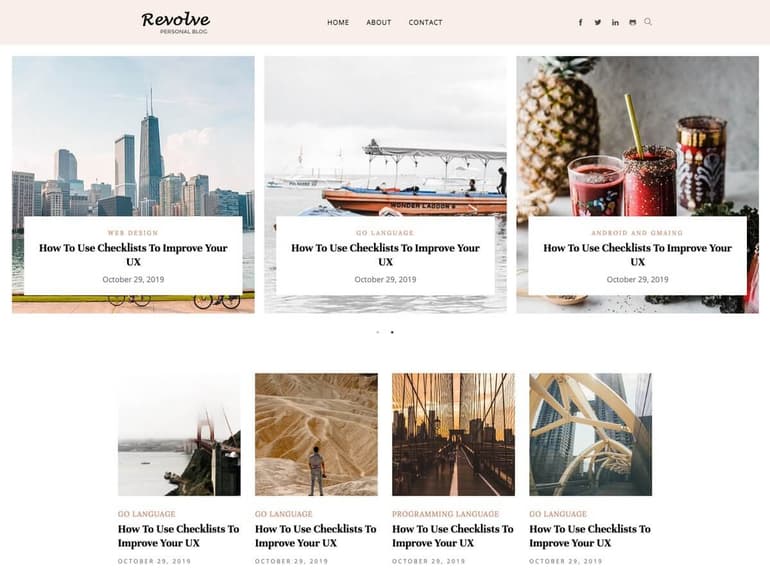 Revolve
PERSONAL BLOG
HOME ABOUT CONTACT
WEB DESIGN
How To Use Checklists To Improve Your
UX
October 29, 2019
GO LANGUAGE
How To Use Checklists To Improve Your
UX
October 29, 2019
ANDROID AND GMAING
How To Use Checklists To Improve Your
UX
October 29, 2019
WONDER LAGOON 8
GO LANGUAGE
How To Use Checklists To
Improve Your UX
OCTOBER 29, 2019
GO LANGUAGE
How To Use Checklists To
Improve Your UX
OCTOBER 29, 2019
PROGRAMMING LANGUAGE
How To Use Checklists To
Improve Your UX
OCTOBER 29, 2019
GO LANGUAGE
How To Use Checklists To
Improve Your UX
OCTOBER 29, 2019